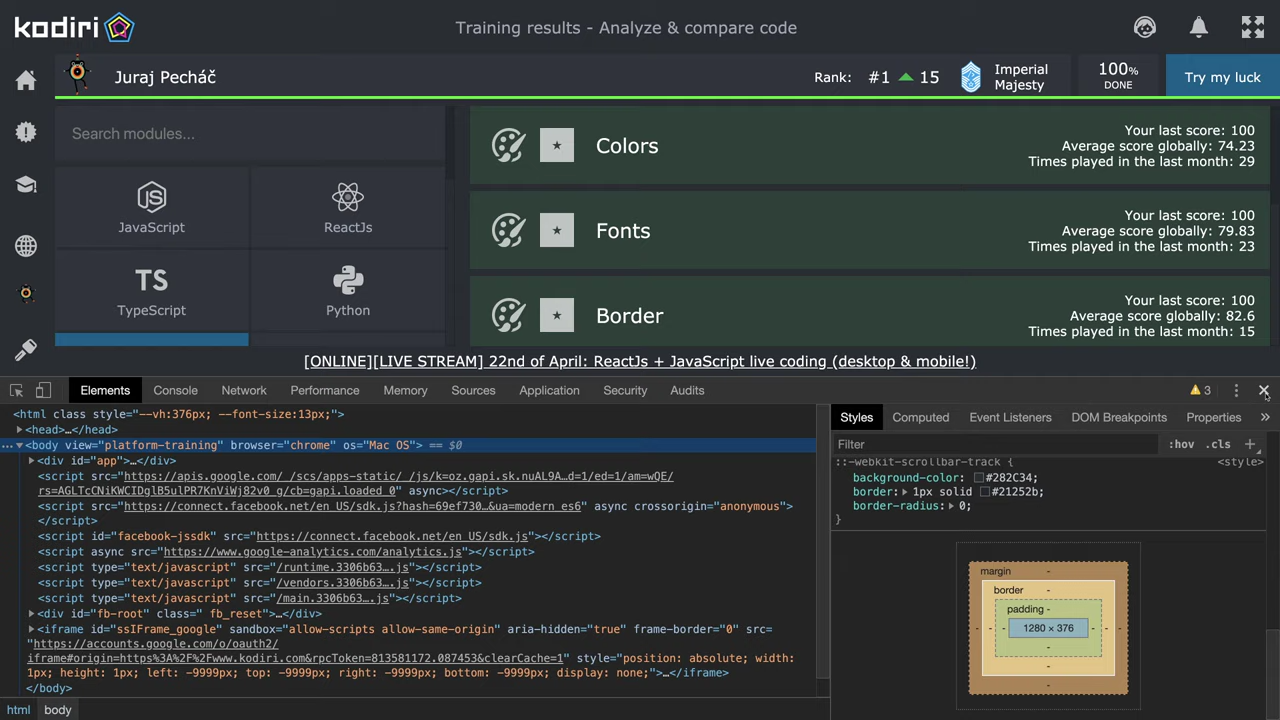 kodiri
Training results - Analyze & compare code
Juraj Pecháč
Rank: #1 15
Imperial Majesty
100% DONE
Try my luck
Search modules...
JavaScript
ReactJs
TS
TypeScript
Python
Colors
Your last score: 100
Average score globally: 74.23
Times played in the last month: 29
Fonts
Your last score: 100
Average score globally: 79.83
Times played in the last month: 23
Border
Your last score: 100
Average score globally: 82.6
Times played in the last month: 15
[ONLINE][LIVE STREAM] 22nd of April: ReactJs + JavaScript live coding (desktop & mobile!)
Elements Console Network Performance Memory Sources Application Security Audits 3
<html class style="--vh:376px; --font-size:13px;">
<head>…</head>
<body view="platform-training" browser="chrome" os="Mac OS"> == $0
<div id="app">…</div>
<script src="https://apis.google.com/_/scs/apps-static/_/js/k=oz.gapi.sk.nuAL9A…d=1/ed=1/am=wQE/
rs=AGLTcCNiKWCIDglB5ulPR7KnViWj82v0_g/cb=gapi.loaded_0" async></script>
<script src="https://connect.facebook.net/en_US/sdk.js?hash=69ef730…&ua=modern_es6" async crossorigin="anonymous">
</script>
<script id="facebook-jssdk" src="https://connect.facebook.net/en_US/sdk.js"></script>
<script async src="https://www.google-analytics.com/analytics.js"></script>
<script type="text/javascript" src="/runtime.3306b63….js"></script>
<script type="text/javascript" src="/vendors.3306b63….js"></script>
<script type="text/javascript" src="/main.3306b63….js"></script>
<div id="fb-root" class=" fb_reset">…</div>
<iframe id="ssIFrame_google" sandbox="allow-scripts allow-same-origin" aria-hidden="true" frame-border="0" src=
"https://accounts.google.com/o/oauth2/
iframe#origin=https%3A%2F%2Fwww.kodiri.com&rpcToken=813581172.087453&clearCache=1" style="position: absolute; width:
1px; height: 1px; left: -9999px; top: -9999px; right: -9999px; bottom: -9999px; display: none;">…</iframe>
</body>
html body
Styles Computed Event Listeners DOM Breakpoints Properties »
Filter :hov .cls +
::-webkit-scrollbar-track { <style>
background-color: #282C34;
border: 1px solid #21252b;
border-radius: 0;
}
margin -
border -
padding -
- - - 1280 × 376 - - -
-
-
-